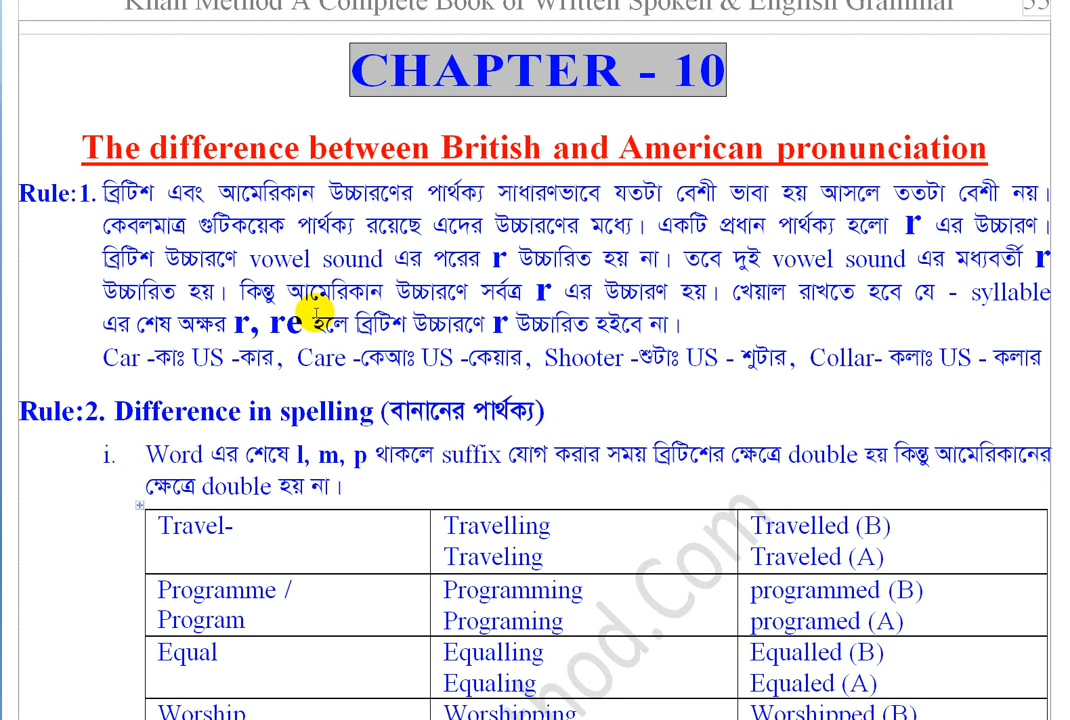 Khan Method A Complete Book of Written Spoken & English Grammar 55
CHAPTER - 10
The difference between British and American pronunciation
Rule:1. ব্রিটিশ এবং আমেরিকান উচ্চারণের পার্থক্য সাধারণভাবে যতটা বেশী ভাবা হয় আসলে ততটা বেশী নয়।
কেবলমাত্র গুটিকয়েক পার্থক্য রয়েছে এদের উচ্চারণের মধ্যে। একটি প্রধান পার্থক্য হলো r এর উচ্চারণ।
ব্রিটিশ উচ্চারণে vowel sound এর পরের r উচ্চারিত হয় না। তবে দুই vowel sound এর মধ্যবর্তী r
উচ্চারিত হয়। কিন্তু আমেরিকান উচ্চারণে সর্বত্র r এর উচ্চারণ হয়। খেয়াল রাখতে হবে যে - syllable
এর শেষ অক্ষর r, re হলে ব্রিটিশ উচ্চারণে r উচ্চারিত হইবে না।
Car -কাঃ US -কার, Care -কেআঃ US -কেয়ার, Shooter -শুটাঃ US - শুটার, Collar- কলাঃ US - কলার
Rule:2. Difference in spelling (বানানের পার্থক্য)
i. Word এর শেষে l, m, p থাকলে suffix যোগ করার সময় ব্রিটিশের ক্ষেত্রে double হয় কিন্তু আমেরিকানের
ক্ষেত্রে double হয় না।
Travel- Travelling Travelled (B)
Traveling Traveled (A)
Programme / Programming programmed (B)
Program Programing programed (A)
Equal Equalling Equalled (B)
Equaling Equaled (A)
Worship Worshipping Worshipped (B)
hod.Com